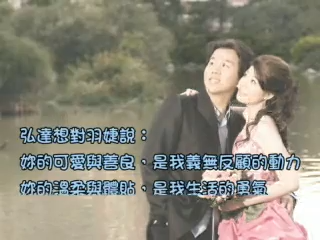 弘達想對羽婕說：
妳的可愛與善良、是我義無反顧的動力
妳的溫柔與體貼、是我生活的勇氣